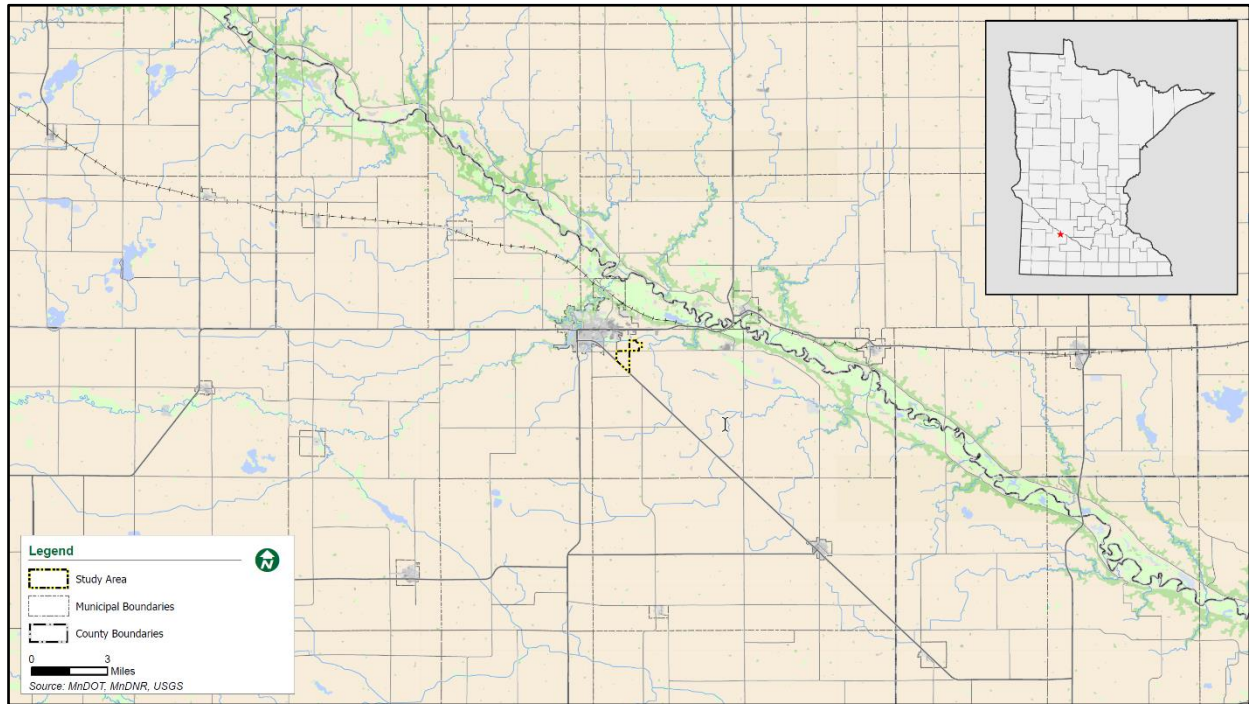 Legend
N
Study Area
Municipal Boundaries
County Boundaries
0 3
Miles
Source: MnDOT, MnDNR, USGS